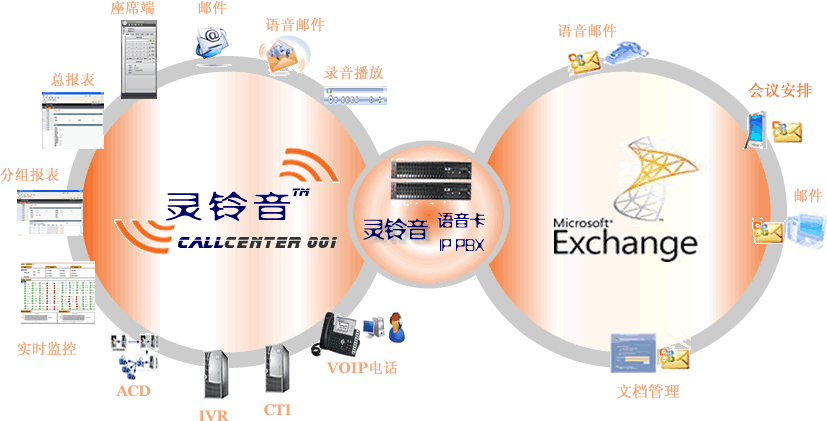 座席端
邮件
语音邮件
录音播放
总报表
分组报表
实时监控
ACD
IVR
CTI
VOIP电话
灵铃音TM
CALLCENTER 001
灵铃音
语音卡
IP PBX
语音邮件
会议安排
邮件
Microsoft®
Exchange
文档管理